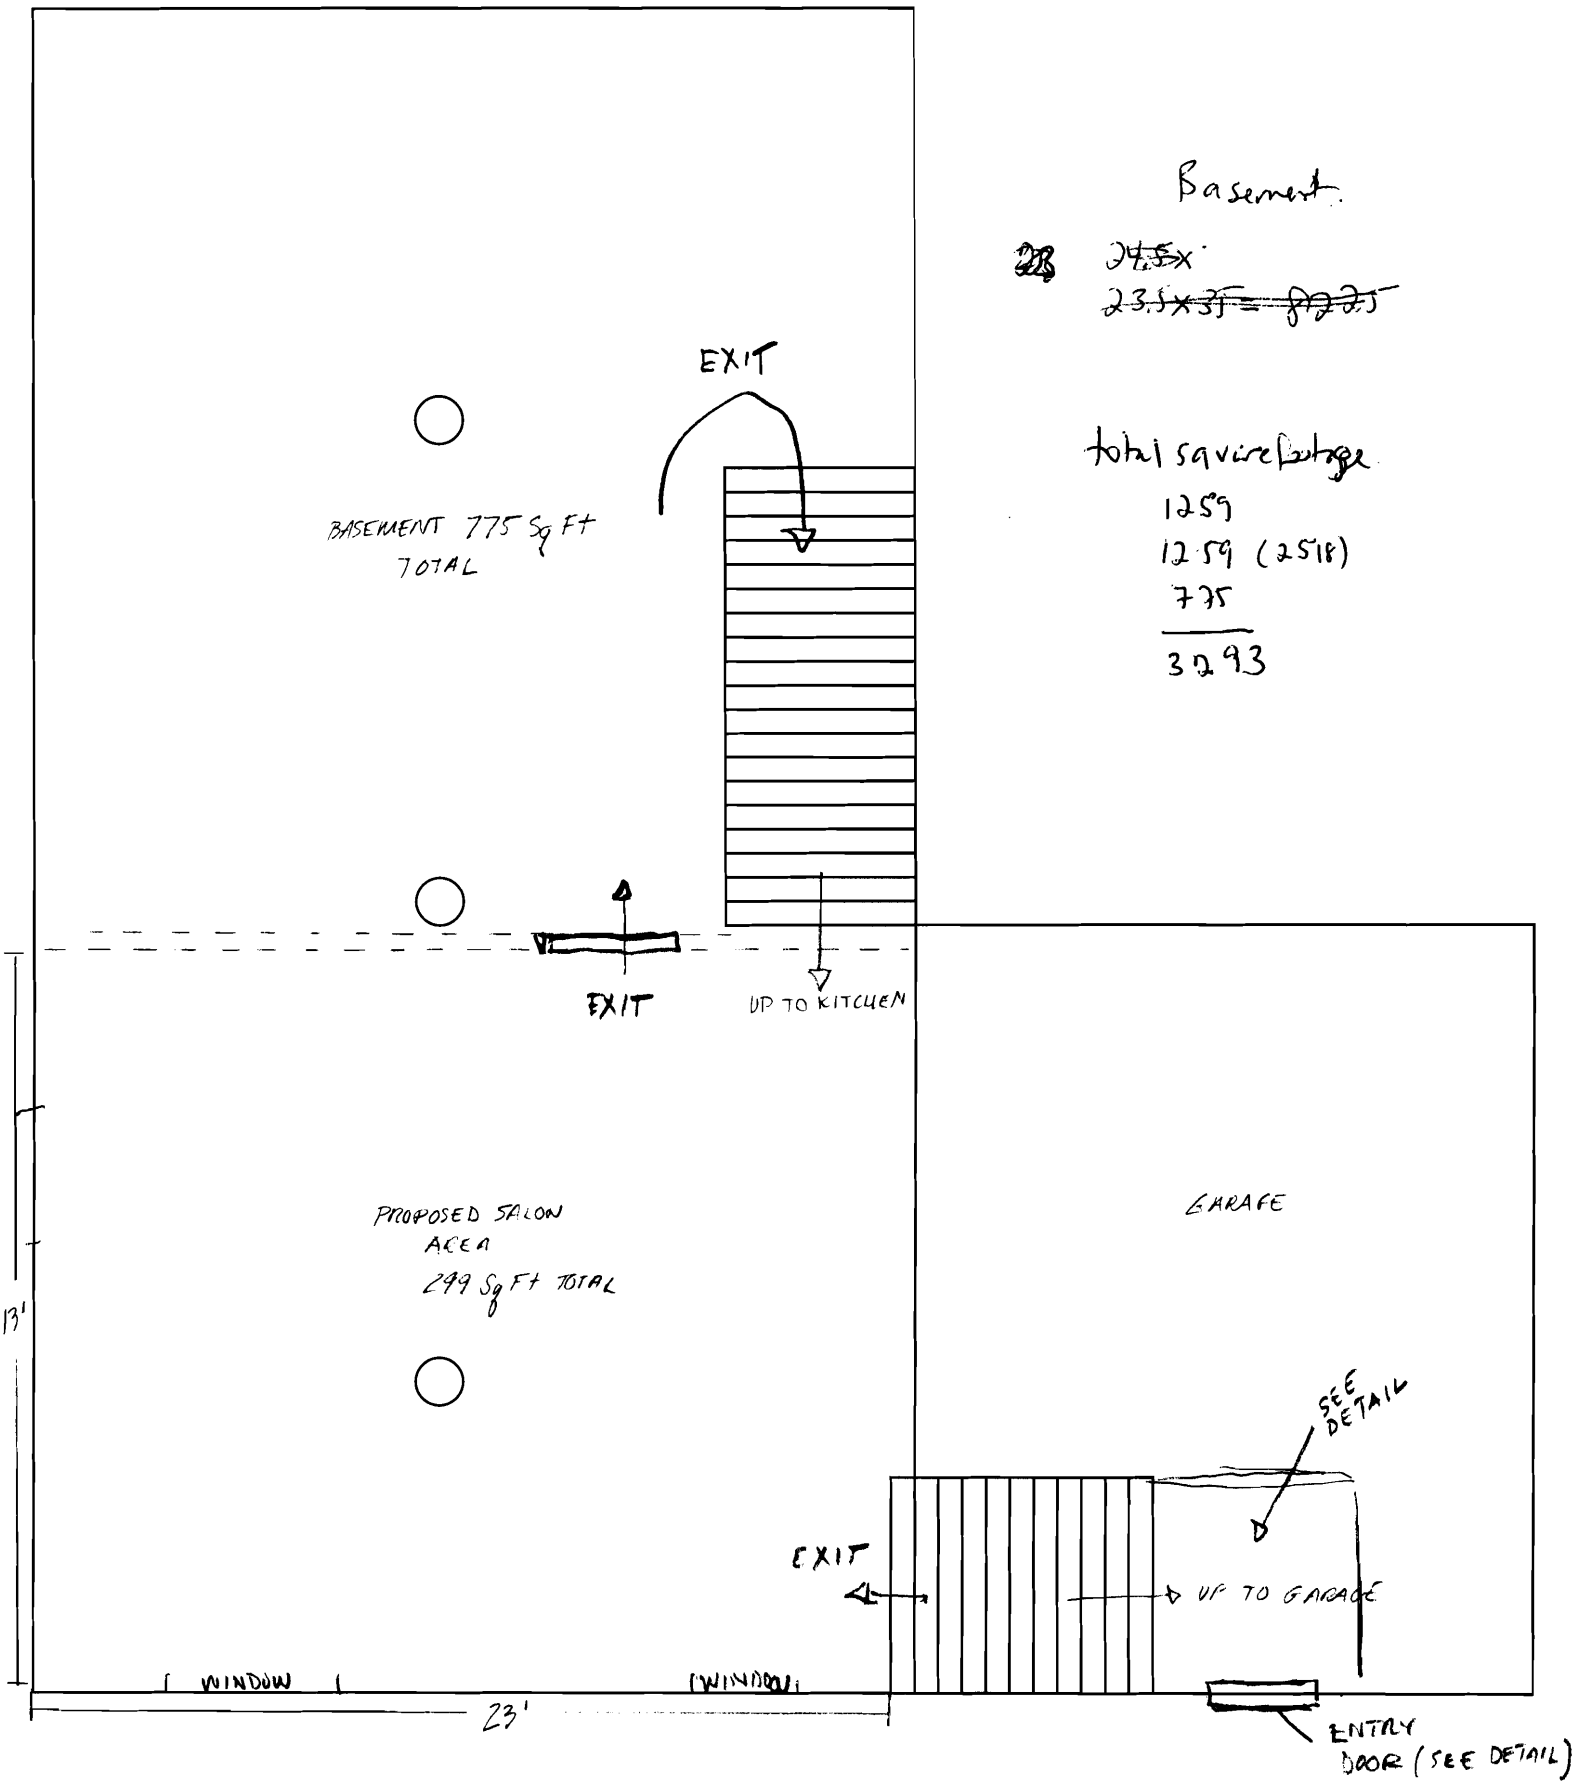 Basement.
23 24.5x
23.5x35= 822.5
EXIT
total squire footage
1259
1259 (2518)
775
3293
BASEMENT 775 Sq Ft
TOTAL
EXIT
UP TO KITCHEN
PROPOSED SALON
AREA
299 Sq Ft TOTAL
GARAGE
13'
SEE
DETAIL
EXIT
UP TO GARAGE
WINDOW
WINDOW
23'
ENTRY
DOOR (SEE DETAIL)